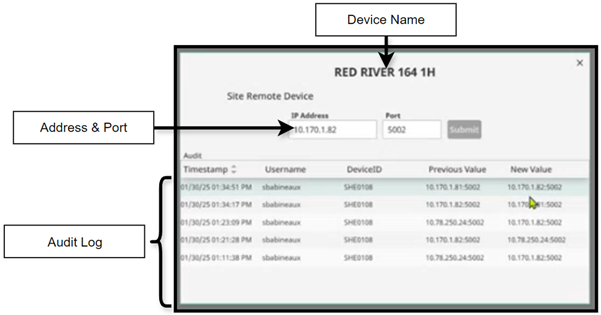 Device Name
RED RIVER 164 1H
×
Site Remote Device
IP Address Port
Address & Port
10.170.1.82 5002 Submit
Audit
Timestamp Username DeviceID Previous Value New Value
01/30/25 01:34:51 PM sbabineaux SHE0108 10.170.1.81:5002 10.170.1.82:5002
01/30/25 01:34:17 PM sbabineaux SHE0108 10.170.1.82:5002
01/30/25 01:23:09 PM sbabineaux SHE0108 10.78.250.24:5002 10.170.1.82:5002
Audit Log
01/30/25 01:21:28 PM sbabineaux SHE0108 10.170.1.82:5002 10.78.250.24:5002
01/30/25 01:11:38 PM sbabineaux SHE0108 10.78.250.24:5002 10.170.1.82:5002